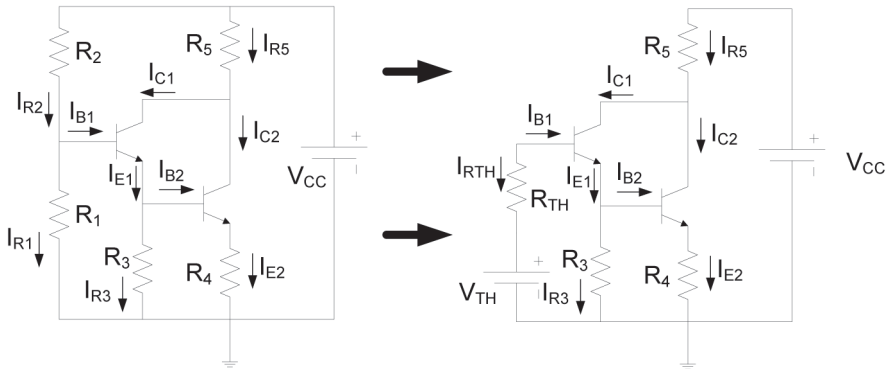 R2
R5
IR5
IC1
IR2
IB1
IC2
VCC
+
-
IE1
IB2
R1
IR1
R3
R4
IE2
IR3
R5
IR5
IC1
IB1
IC2
+
-
VCC
IRTH
IE1
IB2
RTH
+
-
VTH
R3
IR3
R4
IE2